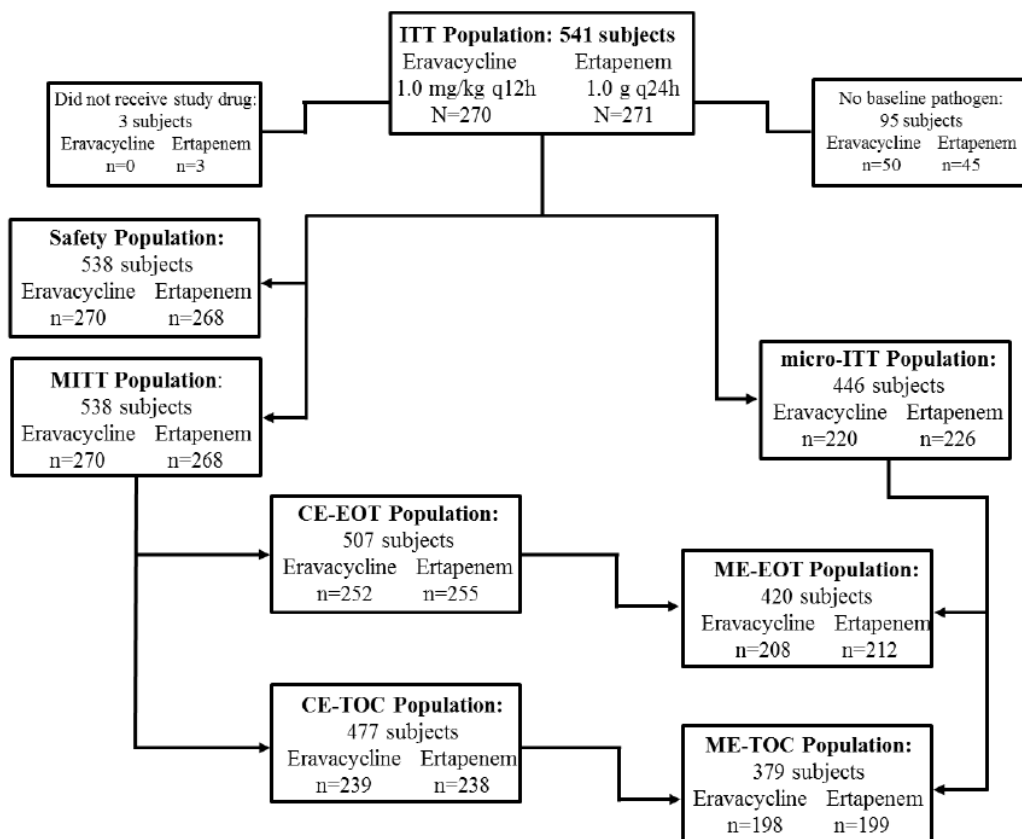 ITT Population: 541 subjects
Eravacycline Ertapenem
1.0 mg/kg q12h 1.0 g q24h
N=270 N=271
Did not receive study drug:
3 subjects
Eravacycline Ertapenem
n=0 n=3
No baseline pathogen:
95 subjects
Eravacycline Ertapenem
n=50 n=45
Safety Population:
538 subjects
Eravacycline Ertapenem
n=270 n=268
MITT Population:
538 subjects
Eravacycline Ertapenem
n=270 n=268
micro-ITT Population:
446 subjects
Eravacycline Ertapenem
n=220 n=226
CE-EOT Population:
507 subjects
Eravacycline Ertapenem
n=252 n=255
ME-EOT Population:
420 subjects
Eravacycline Ertapenem
n=208 n=212
CE-TOC Population:
477 subjects
Eravacycline Ertapenem
n=239 n=238
ME-TOC Population:
379 subjects
Eravacycline Ertapenem
n=198 n=199